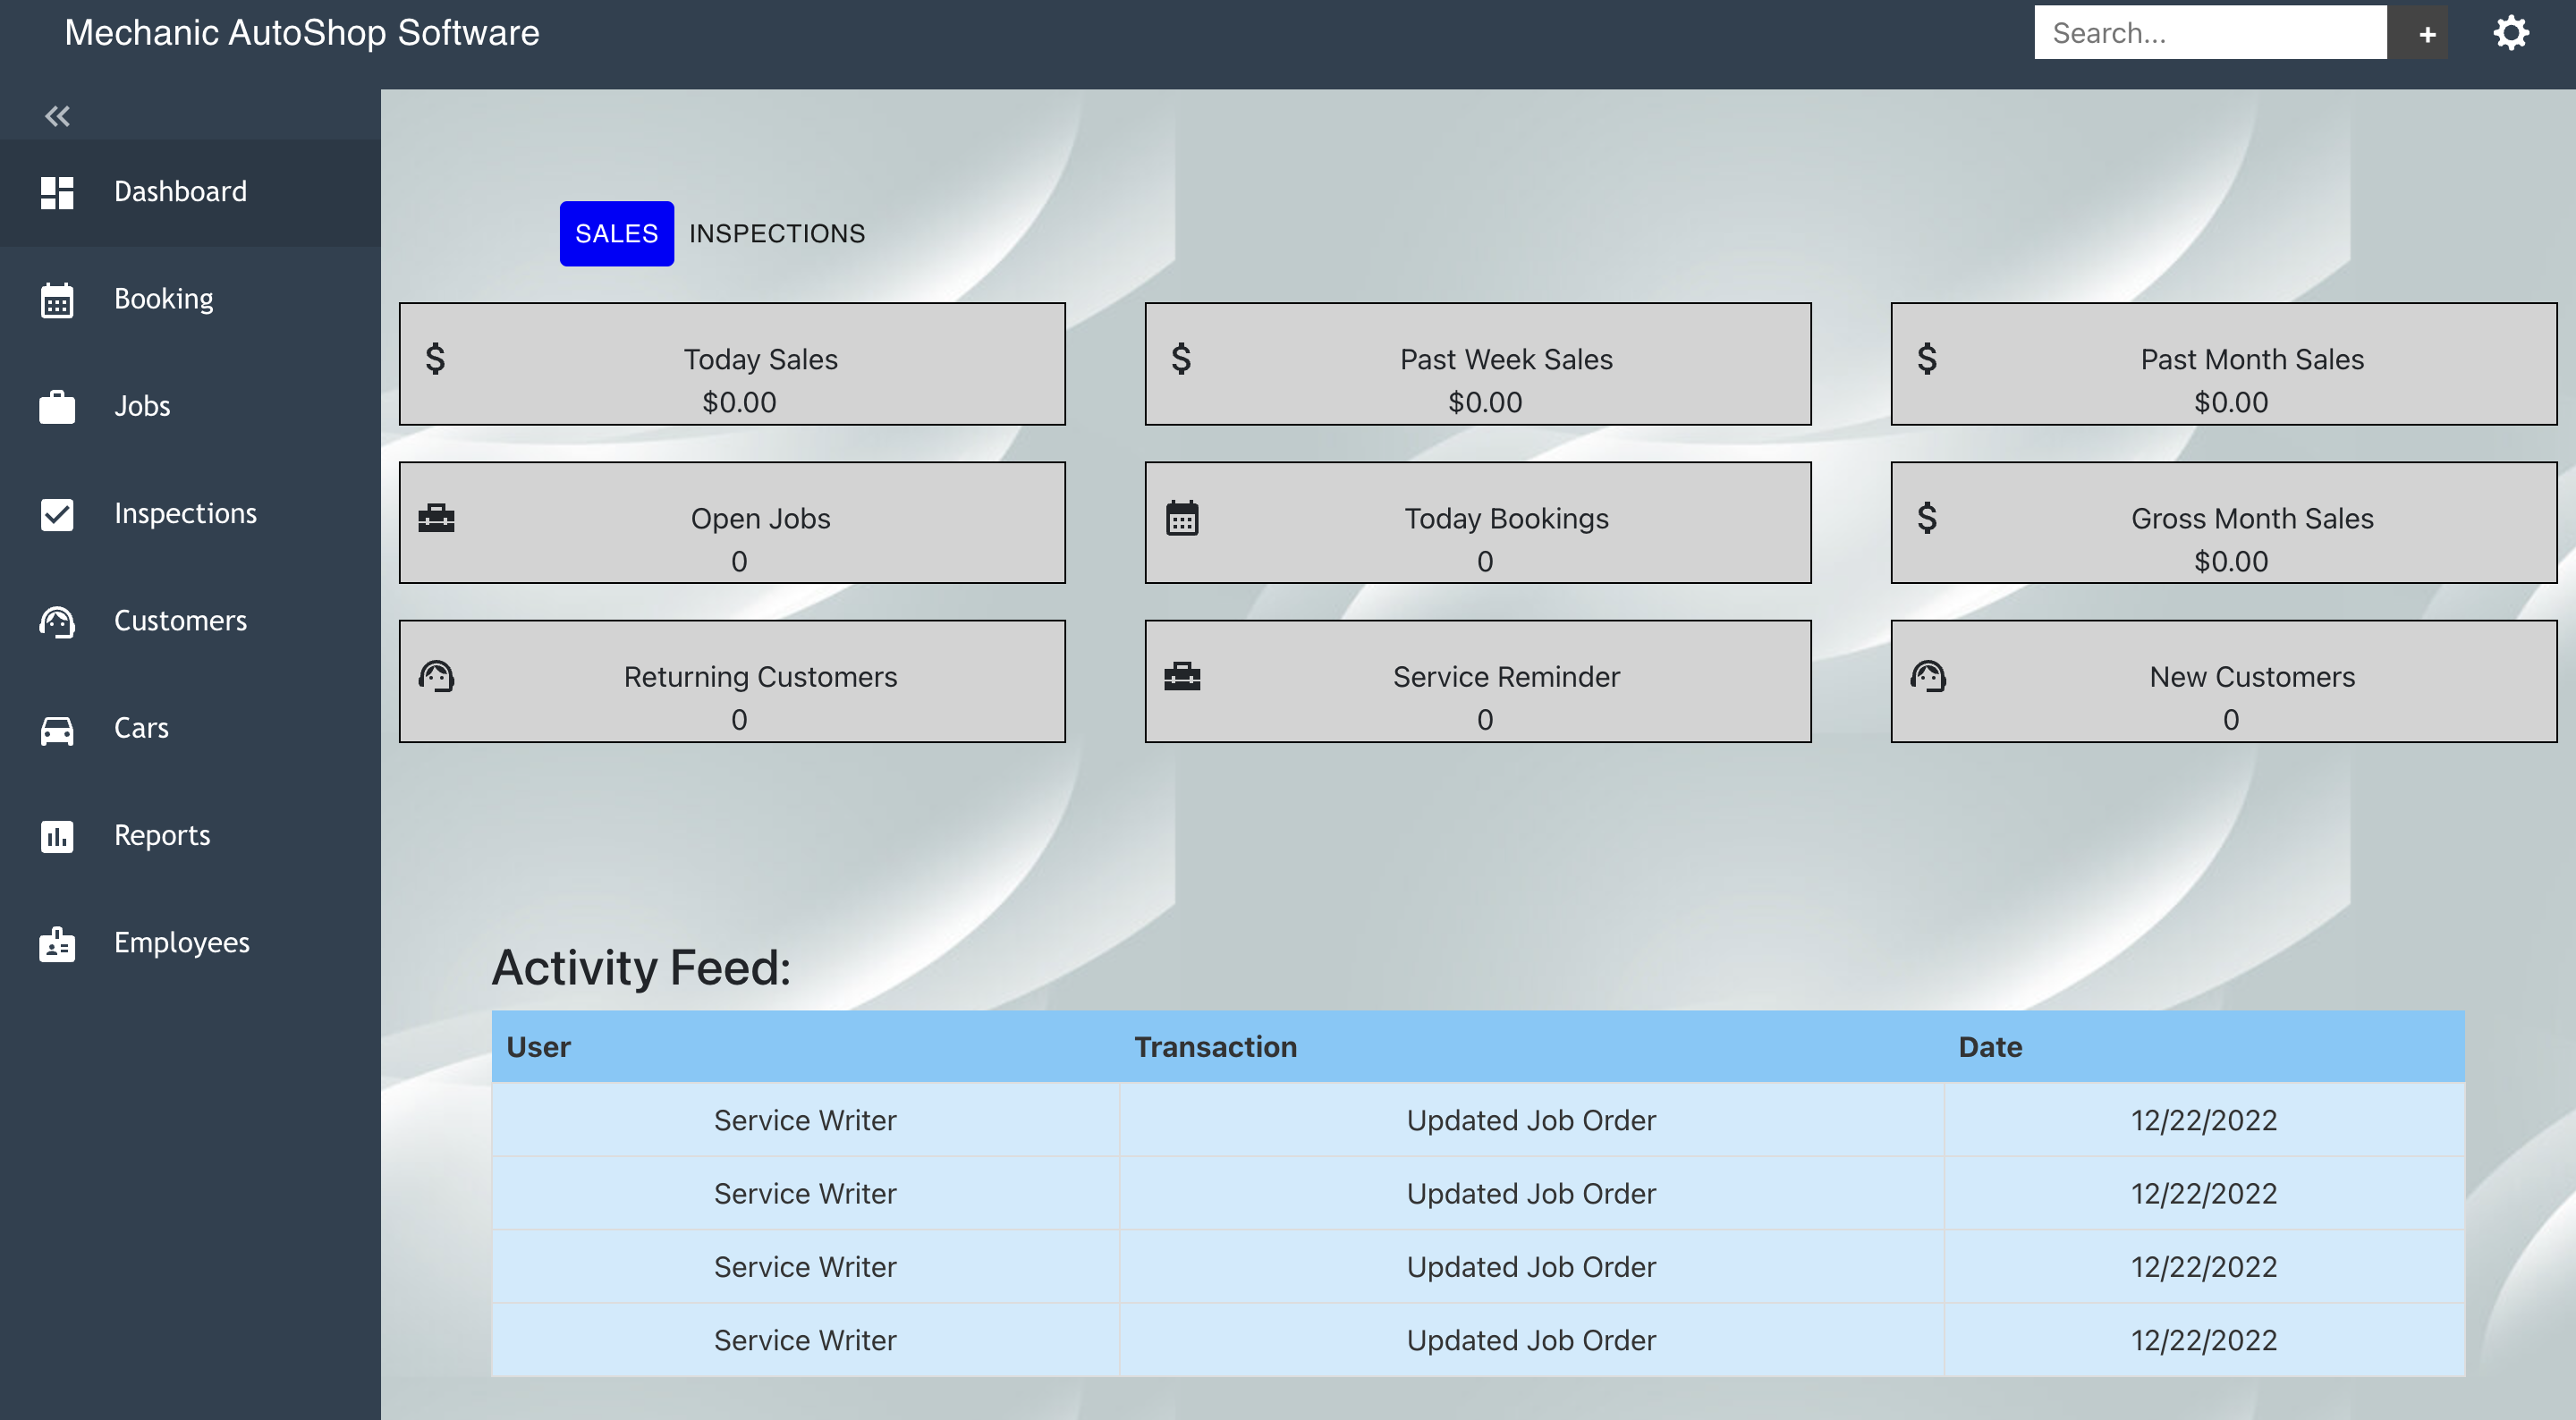 Mechanic AutoShop Software
Search...
+
Dashboard
Booking
Jobs
Inspections
Customers
Cars
Reports
Employees
SALES INSPECTIONS
$ Today Sales
$0.00
$ Past Week Sales
$0.00
$ Past Month Sales
$0.00
Open Jobs
0
Today Bookings
0
$ Gross Month Sales
$0.00
Returning Customers
0
Service Reminder
0
New Customers
0
Activity Feed:
User Transaction Date
Service Writer Updated Job Order 12/22/2022
Service Writer Updated Job Order 12/22/2022
Service Writer Updated Job Order 12/22/2022
Service Writer Updated Job Order 12/22/2022